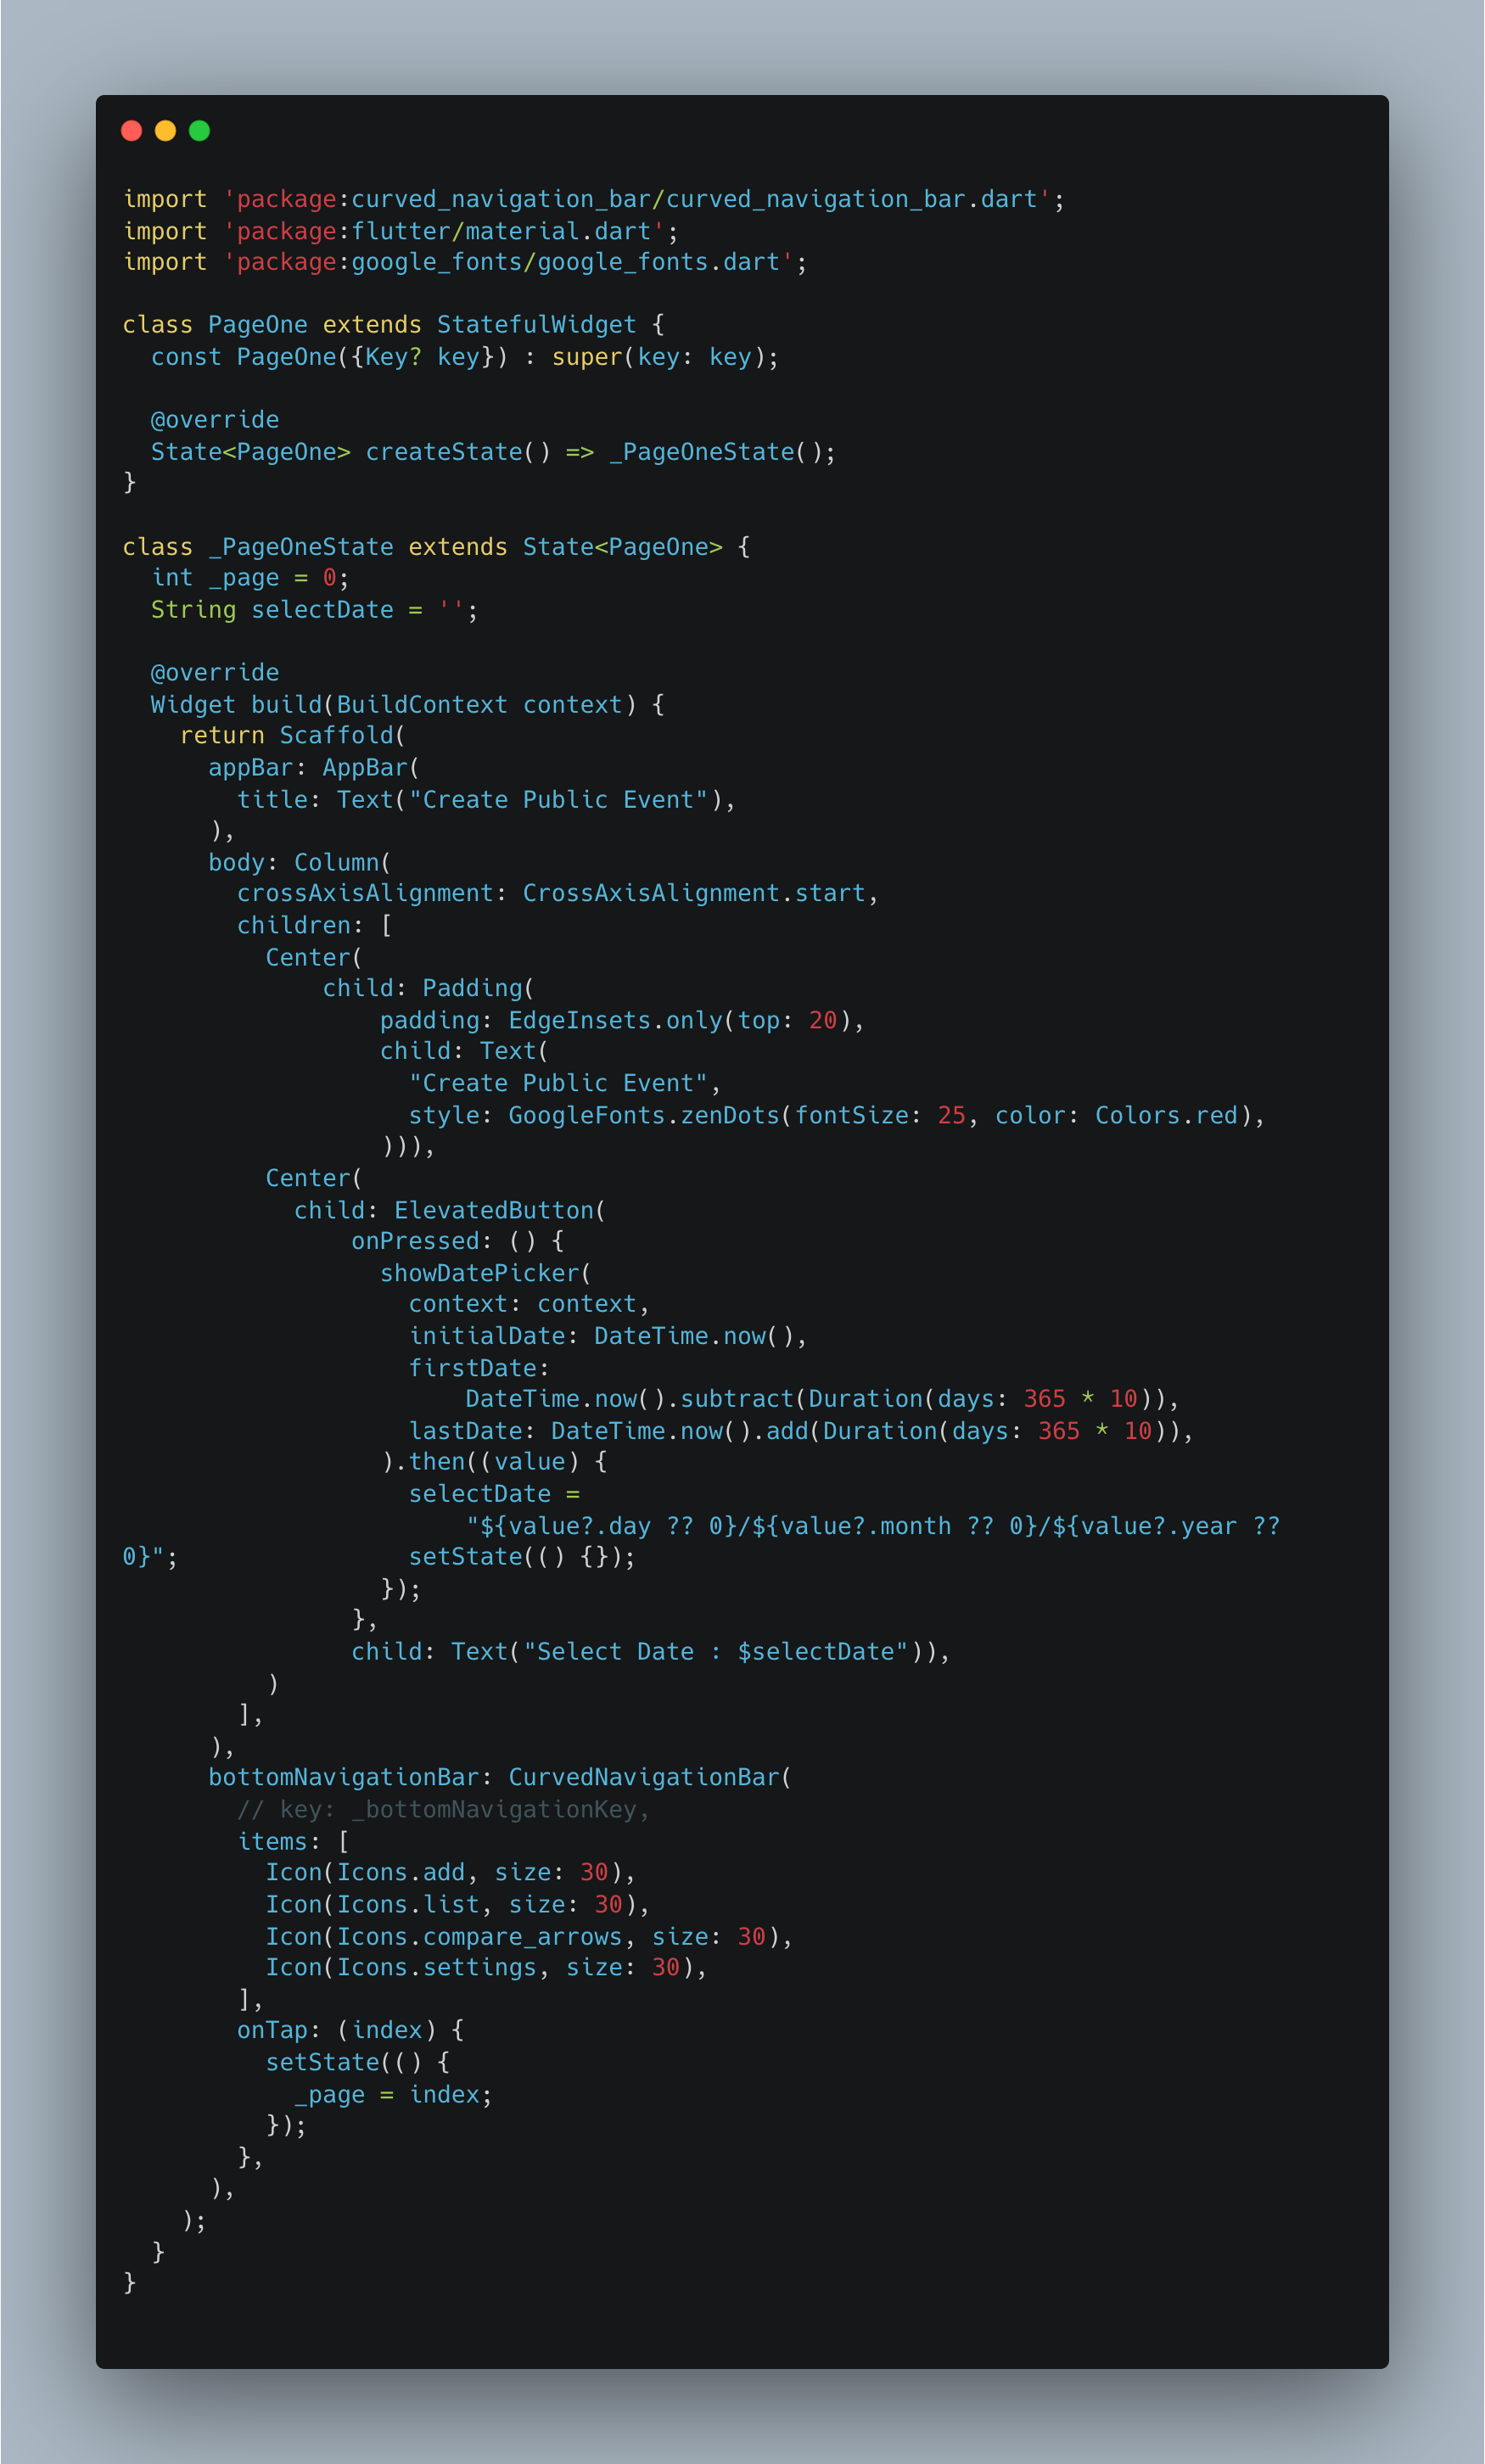 import 'package:curved_navigation_bar/curved_navigation_bar.dart';
import 'package:flutter/material.dart';
import 'package:google_fonts/google_fonts.dart';

class PageOne extends StatefulWidget {
  const PageOne({Key? key}) : super(key: key);

  @override
  State<PageOne> createState() => _PageOneState();
}

class _PageOneState extends State<PageOne> {
  int _page = 0;
  String selectDate = '';

  @override
  Widget build(BuildContext context) {
    return Scaffold(
      appBar: AppBar(
        title: Text("Create Public Event"),
      ),
      body: Column(
        crossAxisAlignment: CrossAxisAlignment.start,
        children: [
          Center(
              child: Padding(
                  padding: EdgeInsets.only(top: 20),
                  child: Text(
                    "Create Public Event",
                    style: GoogleFonts.zenDots(fontSize: 25, color: Colors.red),
                  ))),
          Center(
            child: ElevatedButton(
                onPressed: () {
                  showDatePicker(
                    context: context,
                    initialDate: DateTime.now(),
                    firstDate:
                        DateTime.now().subtract(Duration(days: 365 * 10)),
                    lastDate: DateTime.now().add(Duration(days: 365 * 10)),
                  ).then((value) {
                    selectDate =
                        "${value?.day ?? 0}/${value?.month ?? 0}/${value?.year ??
0}";                setState(() {});
                  });
                },
                child: Text("Select Date : $selectDate")),
          )
        ],
      ),
      bottomNavigationBar: CurvedNavigationBar(
        // key: _bottomNavigationKey,
        items: [
          Icon(Icons.add, size: 30),
          Icon(Icons.list, size: 30),
          Icon(Icons.compare_arrows, size: 30),
          Icon(Icons.settings, size: 30),
        ],
        onTap: (index) {
          setState(() {
            _page = index;
          });
        },
      ),
    );
  }
}